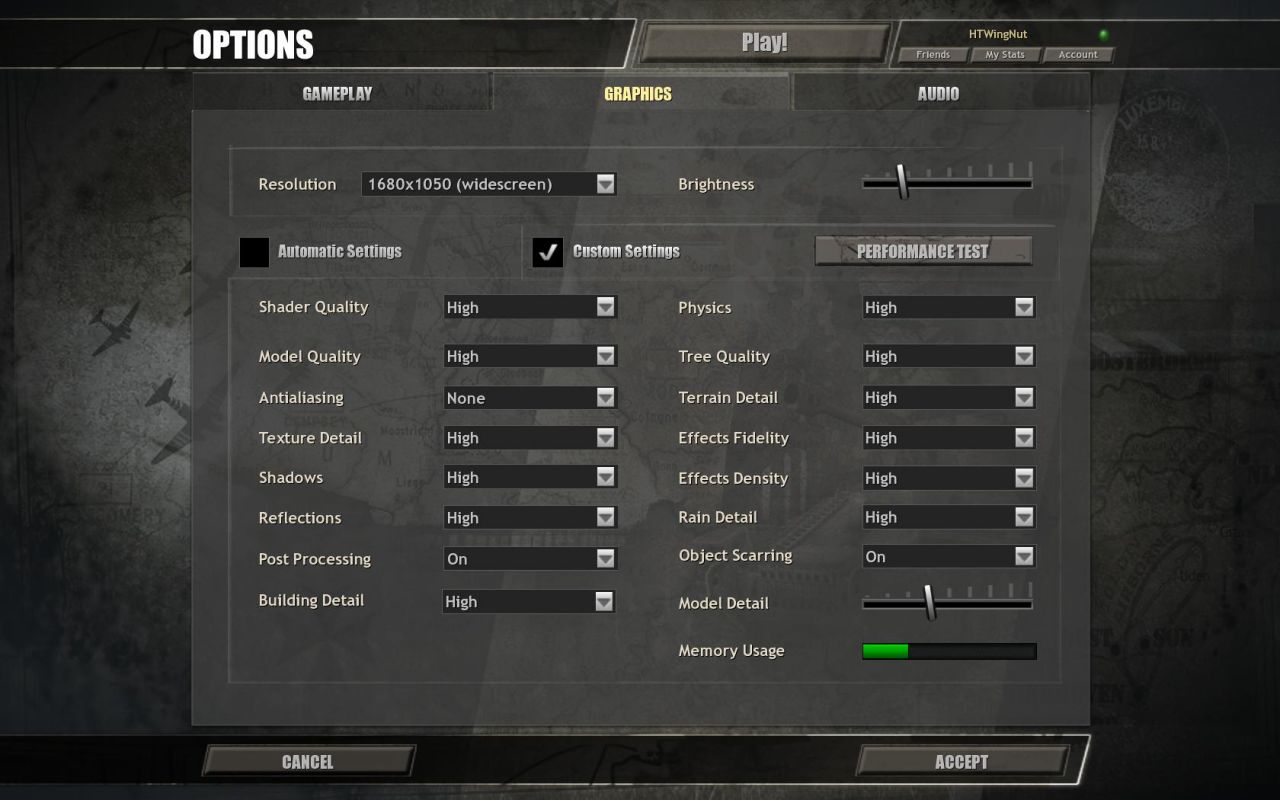 OPTIONS
Play!
HTWingNut
Friends
My Stats
Account
GAMEPLAY
GRAPHICS
AUDIO
Resolution
1680x1050 (widescreen)
Brightness
Automatic Settings
Custom Settings
PERFORMANCE TEST
Shader Quality
High
Physics
High
Model Quality
High
Tree Quality
High
Antialiasing
None
Terrain Detail
High
Texture Detail
High
Effects Fidelity
High
Shadows
High
Effects Density
High
Reflections
High
Rain Detail
High
Post Processing
On
Object Scarring
On
Building Detail
High
Model Detail
Memory Usage
CANCEL
ACCEPT